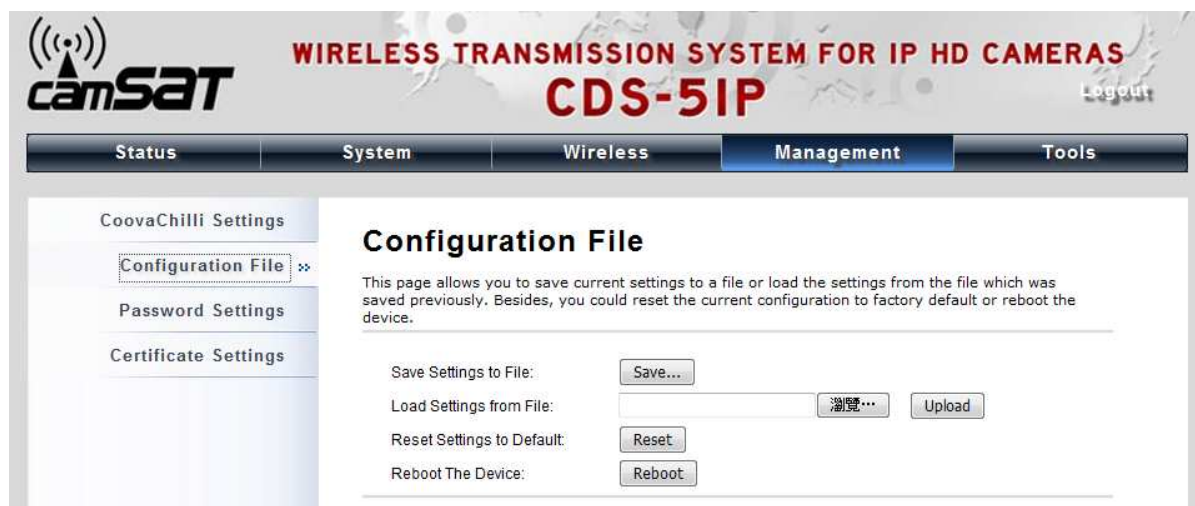 camSAT
WIRELESS TRANSMISSION SYSTEM FOR IP HD CAMERAS
CDS-5IP
Logout
Status System Wireless Management Tools
CoovaChilli Settings
Configuration File »
Password Settings
Certificate Settings
Configuration File
This page allows you to save current settings to a file or load the settings from the file which was
saved previously. Besides, you could reset the current configuration to factory default or reboot the
device.
Save Settings to File: Save...
Load Settings from File: 瀏覽… Upload
Reset Settings to Default: Reset
Reboot The Device: Reboot